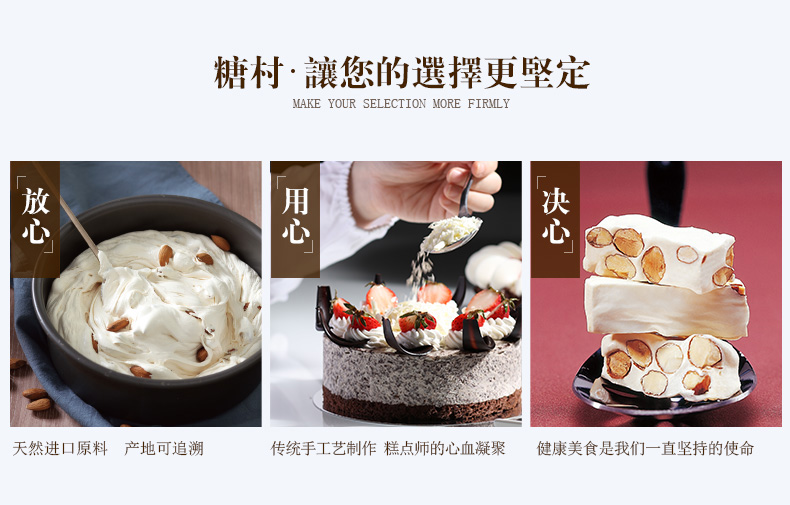 糖村·讓您的選擇更堅定
MAKE YOUR SELECTION MORE FIRMLY
放心
用心
决心
天然进口原料 产地可追溯
传统手工艺制作 糕点师的心血凝聚
健康美食是我们一直坚持的使命